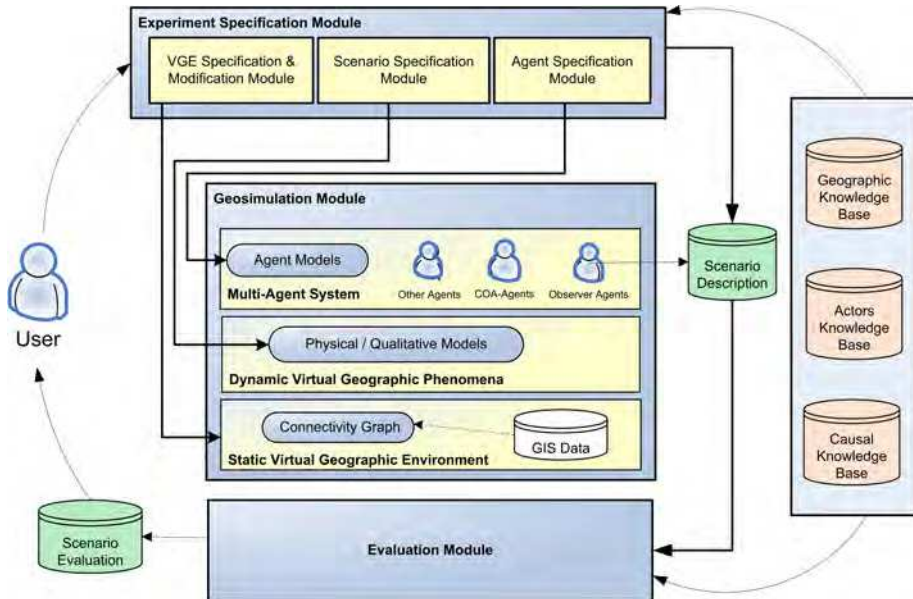 Experiment Specification Module
VGE Specification &
Modification Module
Scenario Specification
Module
Agent Specification
Module
Geosimulation Module
Agent Models
Multi-Agent System
Other Agents
COA-Agents
Observer Agents
Physical / Qualitative Models
Dynamic Virtual Geographic Phenomena
Connectivity Graph
GIS Data
Static Virtual Geographic Environment
Evaluation Module
User
Scenario
Evaluation
Scenario
Description
Geographic
Knowledge
Base
Actors
Knowledge
Base
Causal
Knowledge
Base